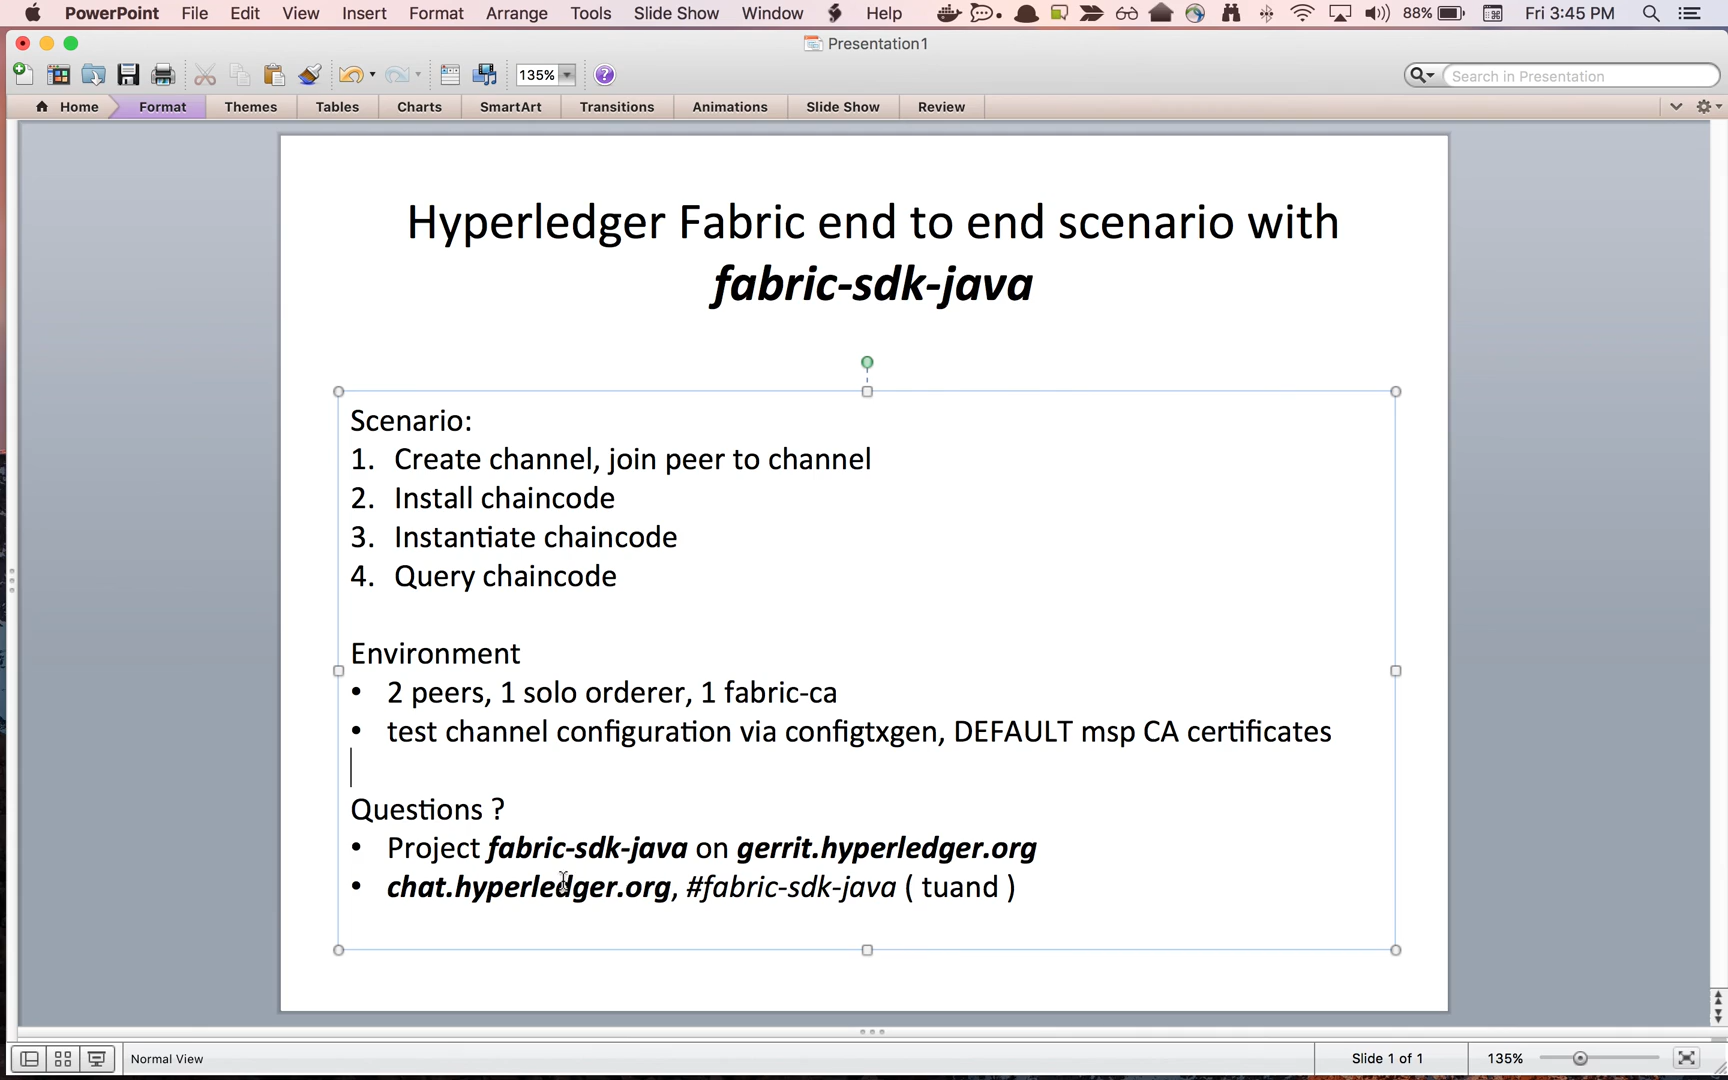 PowerPoint File Edit View Insert Format Arrange Tools Slide Show Window Help 88% Fri 3:45 PM
Presentation1
135% Search in Presentation
Home Format Themes Tables Charts SmartArt Transitions Animations Slide Show Review
Hyperledger Fabric end to end scenario with
fabric-sdk-java
Scenario:
1. Create channel, join peer to channel
2. Install chaincode
3. Instantiate chaincode
4. Query chaincode
Environment
• 2 peers, 1 solo orderer, 1 fabric-ca
• test channel configuration via configtxgen, DEFAULT msp CA certificates
Questions ?
• Project fabric-sdk-java on gerrit.hyperledger.org
• chat.hyperledger.org, #fabric-sdk-java ( tuand )
Normal View Slide 1 of 1 135%